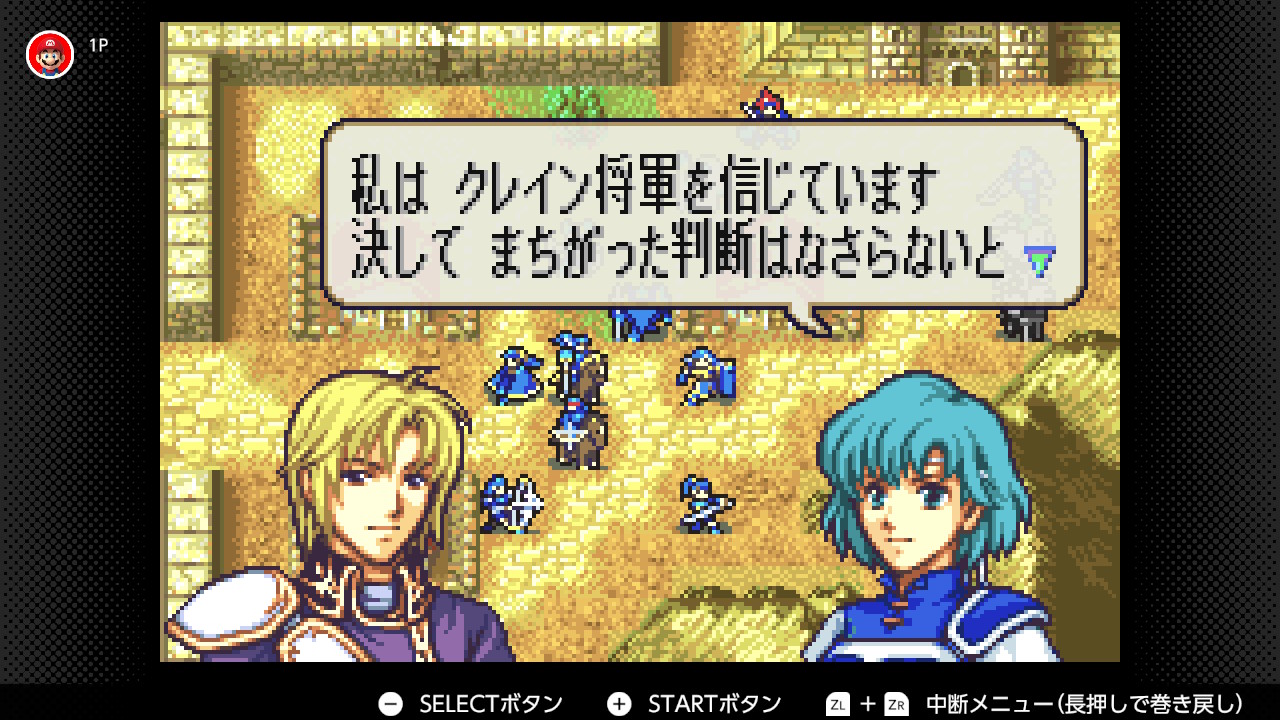 1P
私は クレイン将軍を信じています
決して まちがった判断はなさらないと
SELECTボタン
STARTボタン
ZL + ZR 中断メニュー(長押しで巻き戻し)